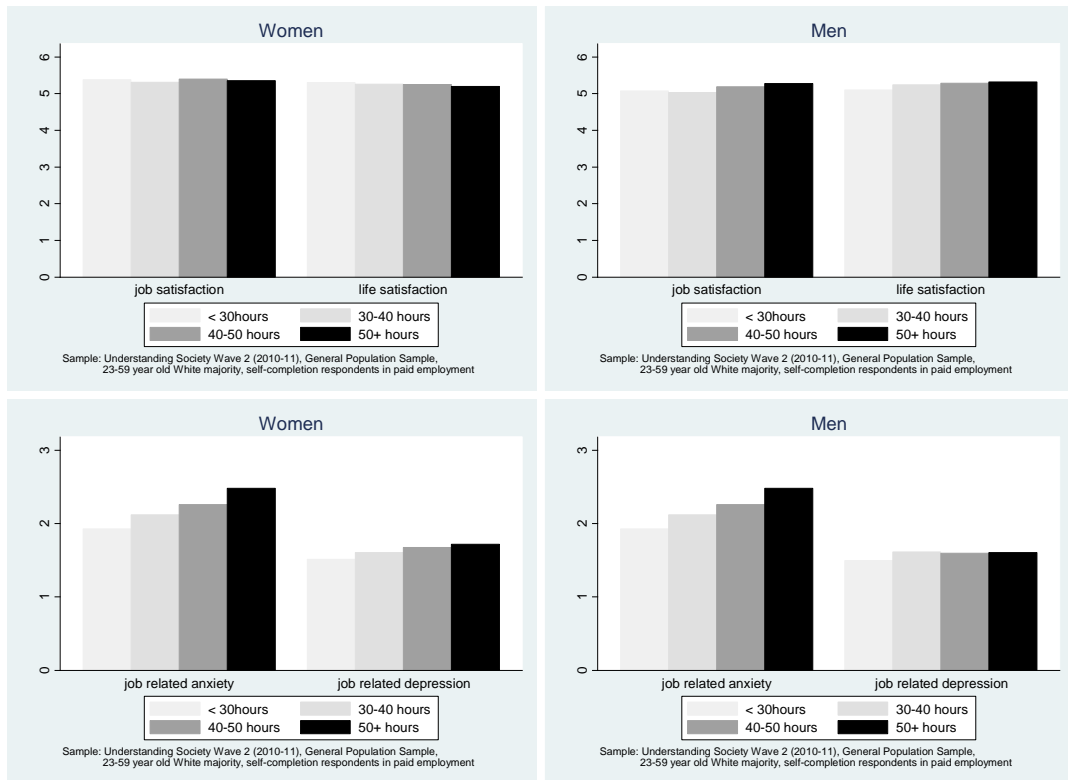 Women
6
5
4
3
2
1
0
job satisfaction life satisfaction
< 30hours 30-40 hours
40-50 hours 50+ hours
Sample: Understanding Society Wave 2 (2010-11), General Population Sample,
23-59 year old White majority, self-completion respondents in paid employment
Men
6
5
4
3
2
1
0
job satisfaction life satisfaction
< 30hours 30-40 hours
40-50 hours 50+ hours
Sample: Understanding Society Wave 2 (2010-11), General Population Sample,
23-59 year old White majority, self-completion respondents in paid employment
Women
3
2
1
0
job related anxiety job related depression
< 30hours 30-40 hours
40-50 hours 50+ hours
Sample: Understanding Society Wave 2 (2010-11), General Population Sample,
23-59 year old White majority, self-completion respondents in paid employment
Men
3
2
1
0
job related anxiety job related depression
< 30hours 30-40 hours
40-50 hours 50+ hours
Sample: Understanding Society Wave 2 (2010-11), General Population Sample,
23-59 year old White majority, self-completion respondents in paid employment